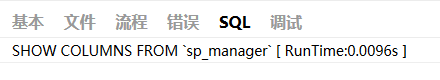 基本 文件 流程 错误 SQL 调试
SHOW COLUMNS FROM `sp_manager` [ RunTime:0.0096s ]